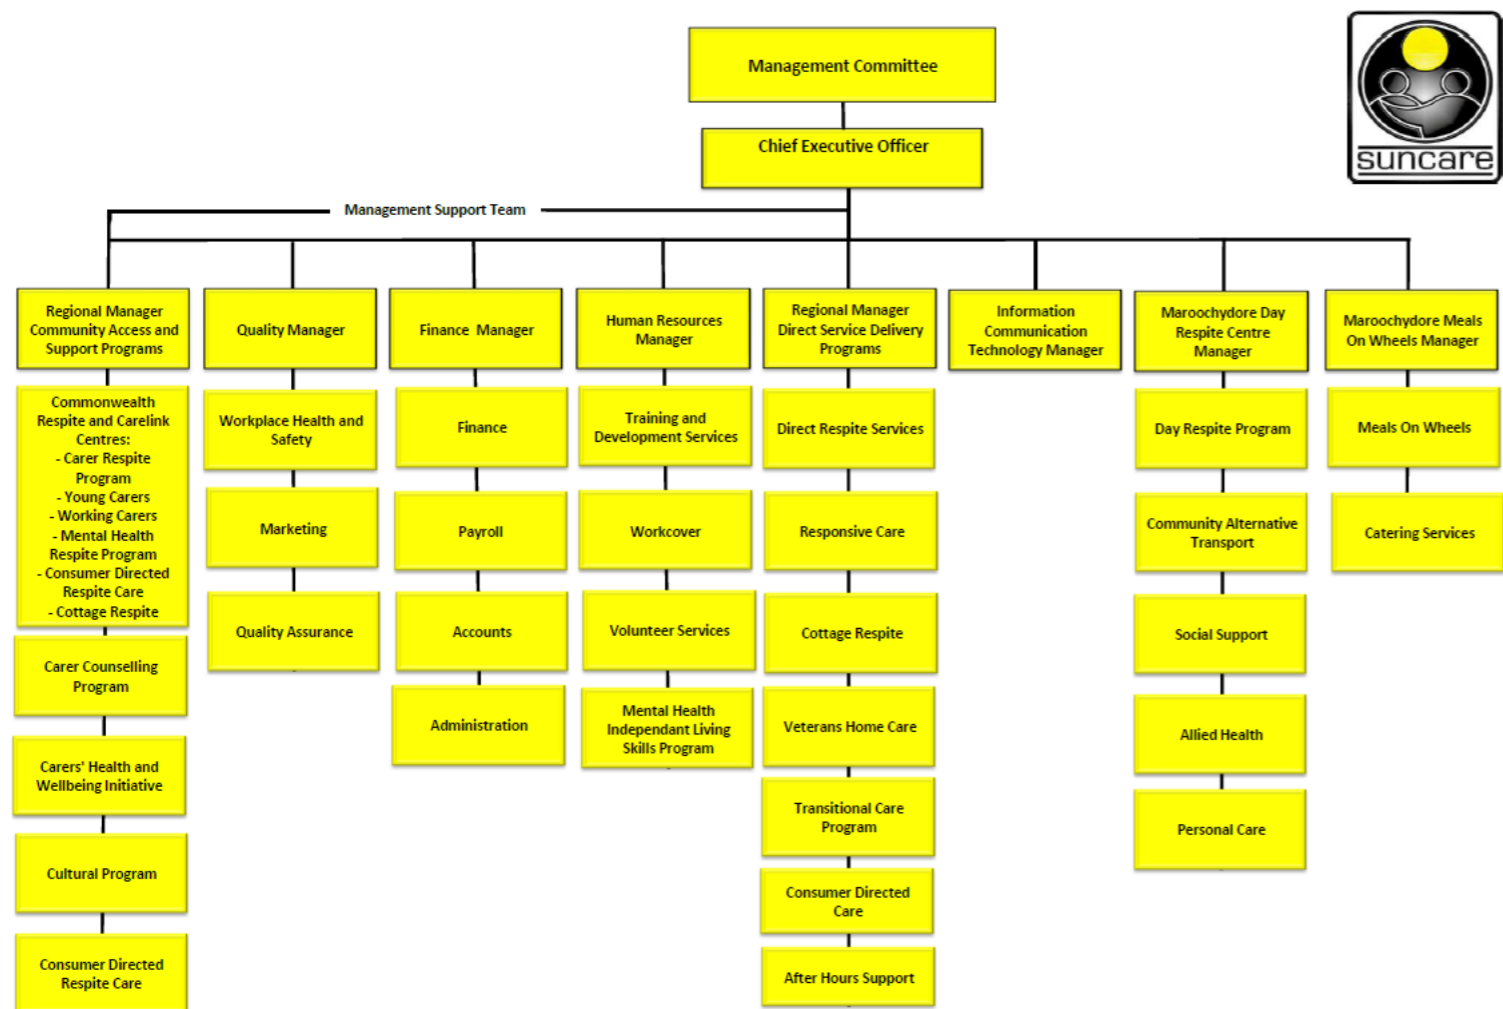 Management Committee
suncare
Chief Executive Officer
Management Support Team
Regional Manager
Community Access and
Support Programs
Quality Manager
Finance Manager
Human Resources
Manager
Regional Manager
Direct Service Delivery
Programs
Information
Communication
Technology Manager
Maroochydore Day
Respite Centre
Manager
Maroochydore Meals
On Wheels Manager
Commonwealth
Respite and Carelink
Centres:
- Carer Respite
Program
- Young Carers
- Working Carers
- Mental Health
Respite Program
- Consumer Directed
Respite Care
- Cottage Respite
Carer Counselling
Program
Carers' Health and
Wellbeing Initiative
Cultural Program
Consumer Directed
Respite Care
Workplace Health and
Safety
Marketing
Quality Assurance
Finance
Payroll
Accounts
Administration
Training and
Development Services
Workcover
Volunteer Services
Mental Health
Independant Living
Skills Program
Direct Respite Services
Responsive Care
Cottage Respite
Veterans Home Care
Transitional Care
Program
Consumer Directed
Care
After Hours Support
Day Respite Program
Community Alternative
Transport
Social Support
Allied Health
Personal Care
Meals On Wheels
Catering Services